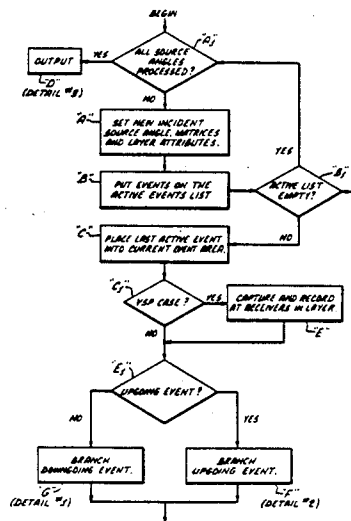 BEGIN
"A1"
ALL SOURCE
ANGLES
PROCESSED?
YES
OUTPUT
"D"
(DETAIL #3)
NO
"A"
SET NEW INCIDENT
SOURCE ANGLE, MATRICES
AND LAYER ATTRIBUTES.
YES
"B"
PUT EVENTS ON THE
ACTIVE EVENTS LIST
"B1"
ACTIVE LIST
EMPTY?
NO
"C"
PLACE LAST ACTIVE EVENT
INTO CURRENT EVENT AREA.
"C1"
VSP CASE?
YES
CAPTURE AND RECORD
AT RECEIVERS IN LAYER
"E"
NO
"E1"
UPGOING EVENT?
NO
YES
BRANCH
DOWNGOING EVENT.
"G"
(DETAIL #1)
BRANCH
UPGOING EVENT.
"F"
(DETAIL #2)